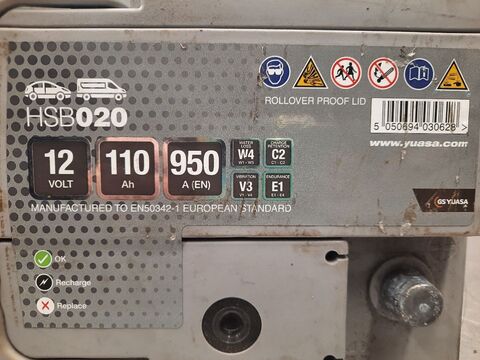 HSB020
ROLLOVER PROOF LID
5 050694 030628 >
www.yuasa.com
12 VOLT
110 Ah
950 A (EN)
WATER LOSS W4 W1 - W5
CHARGE RETENTION C2 C1 - C2
VIBRATION V3 V1 - V4
ENDURANCE E1 E1 - E4
MANUFACTURED TO EN50342-1 EUROPEAN STANDARD
GS YUASA
OK
Recharge
Replace